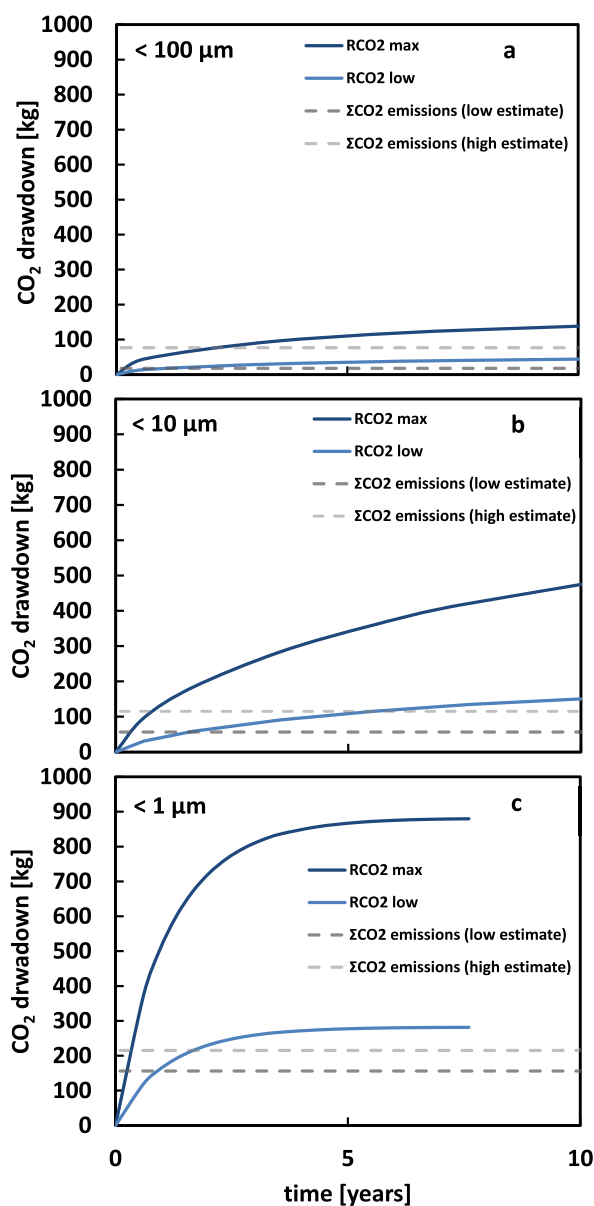 1000
900
800
700
600
500
400
300
200
100
0
CO2 drawdown [kg]
< 100 µm
a
RCO2 max
RCO2 low
ΣCO2 emissions (low estimate)
ΣCO2 emissions (high estimate)
1000
900
800
700
600
500
400
300
200
100
0
CO2 drawdown [kg]
< 10 µm
b
RCO2 max
RCO2 low
ΣCO2 emissions (low estimate)
ΣCO2 emissions (high estimate)
1000
900
800
700
600
500
400
300
200
100
0
CO2 drwadown [kg]
< 1 µm
c
RCO2 max
RCO2 low
ΣCO2 emissions (low estimate)
ΣCO2 emissions (high estimate)
0
5
10
time [years]